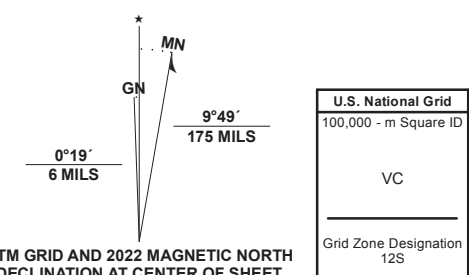 ★
MN
GN
9°49´
175 MILS
0°19´
6 MILS
TM GRID AND 2022 MAGNETIC NORTH
DECLINATION AT CENTER OF SHEET
U.S. National Grid
100,000 - m Square ID
VC
Grid Zone Designation
12S